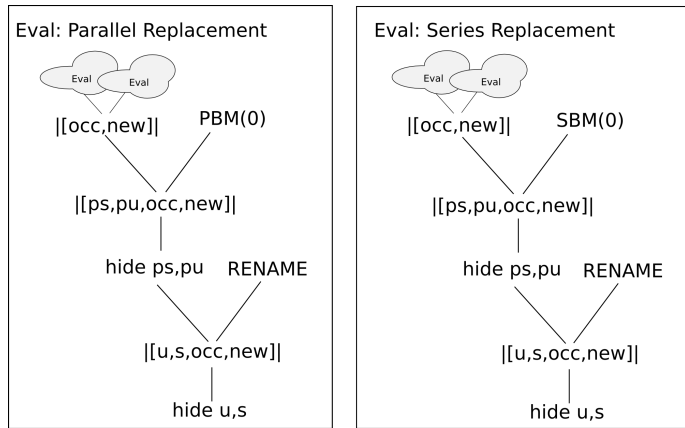 Eval: Parallel Replacement
Eval
Eval
|[occ,new]|
PBM(0)
|[ps,pu,occ,new]|
hide ps,pu
RENAME
|[u,s,occ,new]|
hide u,s
Eval: Series Replacement
Eval
Eval
|[occ,new]|
SBM(0)
|[ps,pu,occ,new]|
hide ps,pu
RENAME
|[u,s,occ,new]|
hide u,s